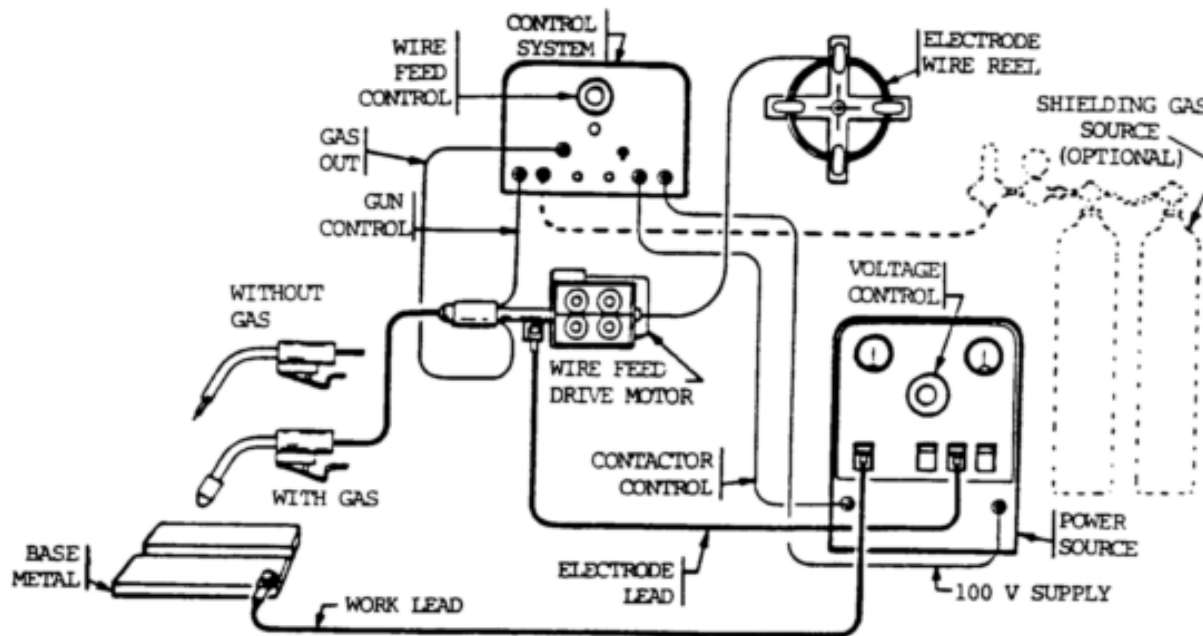 CONTROL
SYSTEM
WIRE
FEED
CONTROL
ELECTRODE
WIRE REEL
SHIELDING GAS
SOURCE
(OPTIONAL)
GAS
OUT
GUN
CONTROL
VOLTAGE
CONTROL
WITHOUT
GAS
WIRE FEED
DRIVE MOTOR
CONTACTOR
CONTROL
WITH GAS
POWER
SOURCE
BASE
METAL
ELECTRODE
LEAD
100 V SUPPLY
WORK LEAD